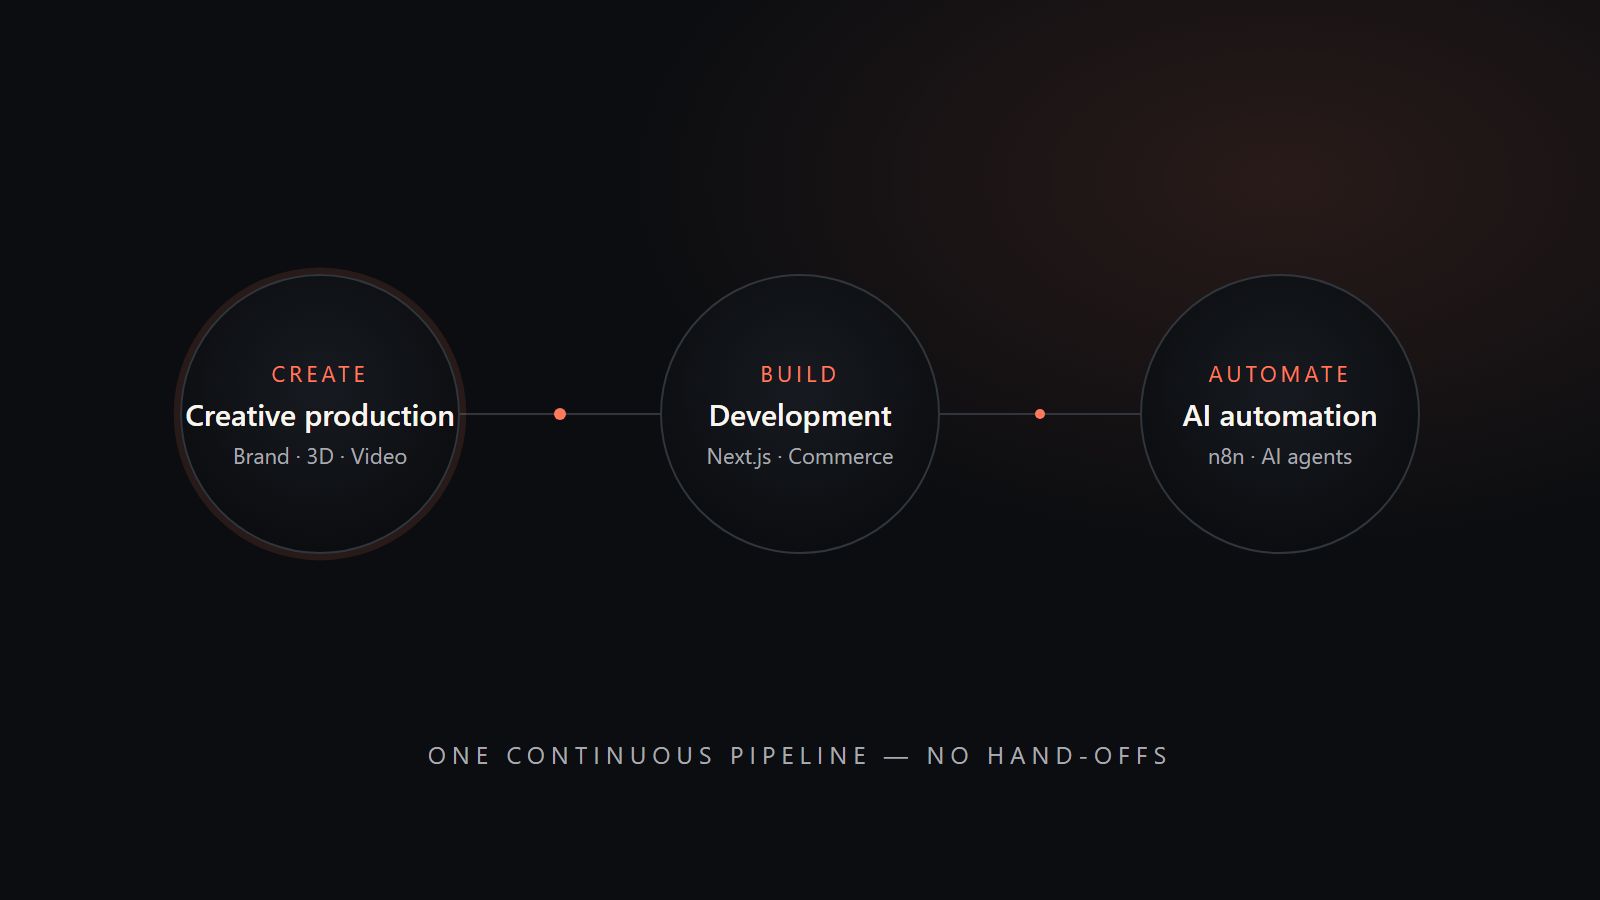 CREATE
Creative production
Brand · 3D · Video
BUILD
Development
Next.js · Commerce
AUTOMATE
AI automation
n8n · AI agents
ONE CONTINUOUS PIPELINE — NO HAND-OFFS